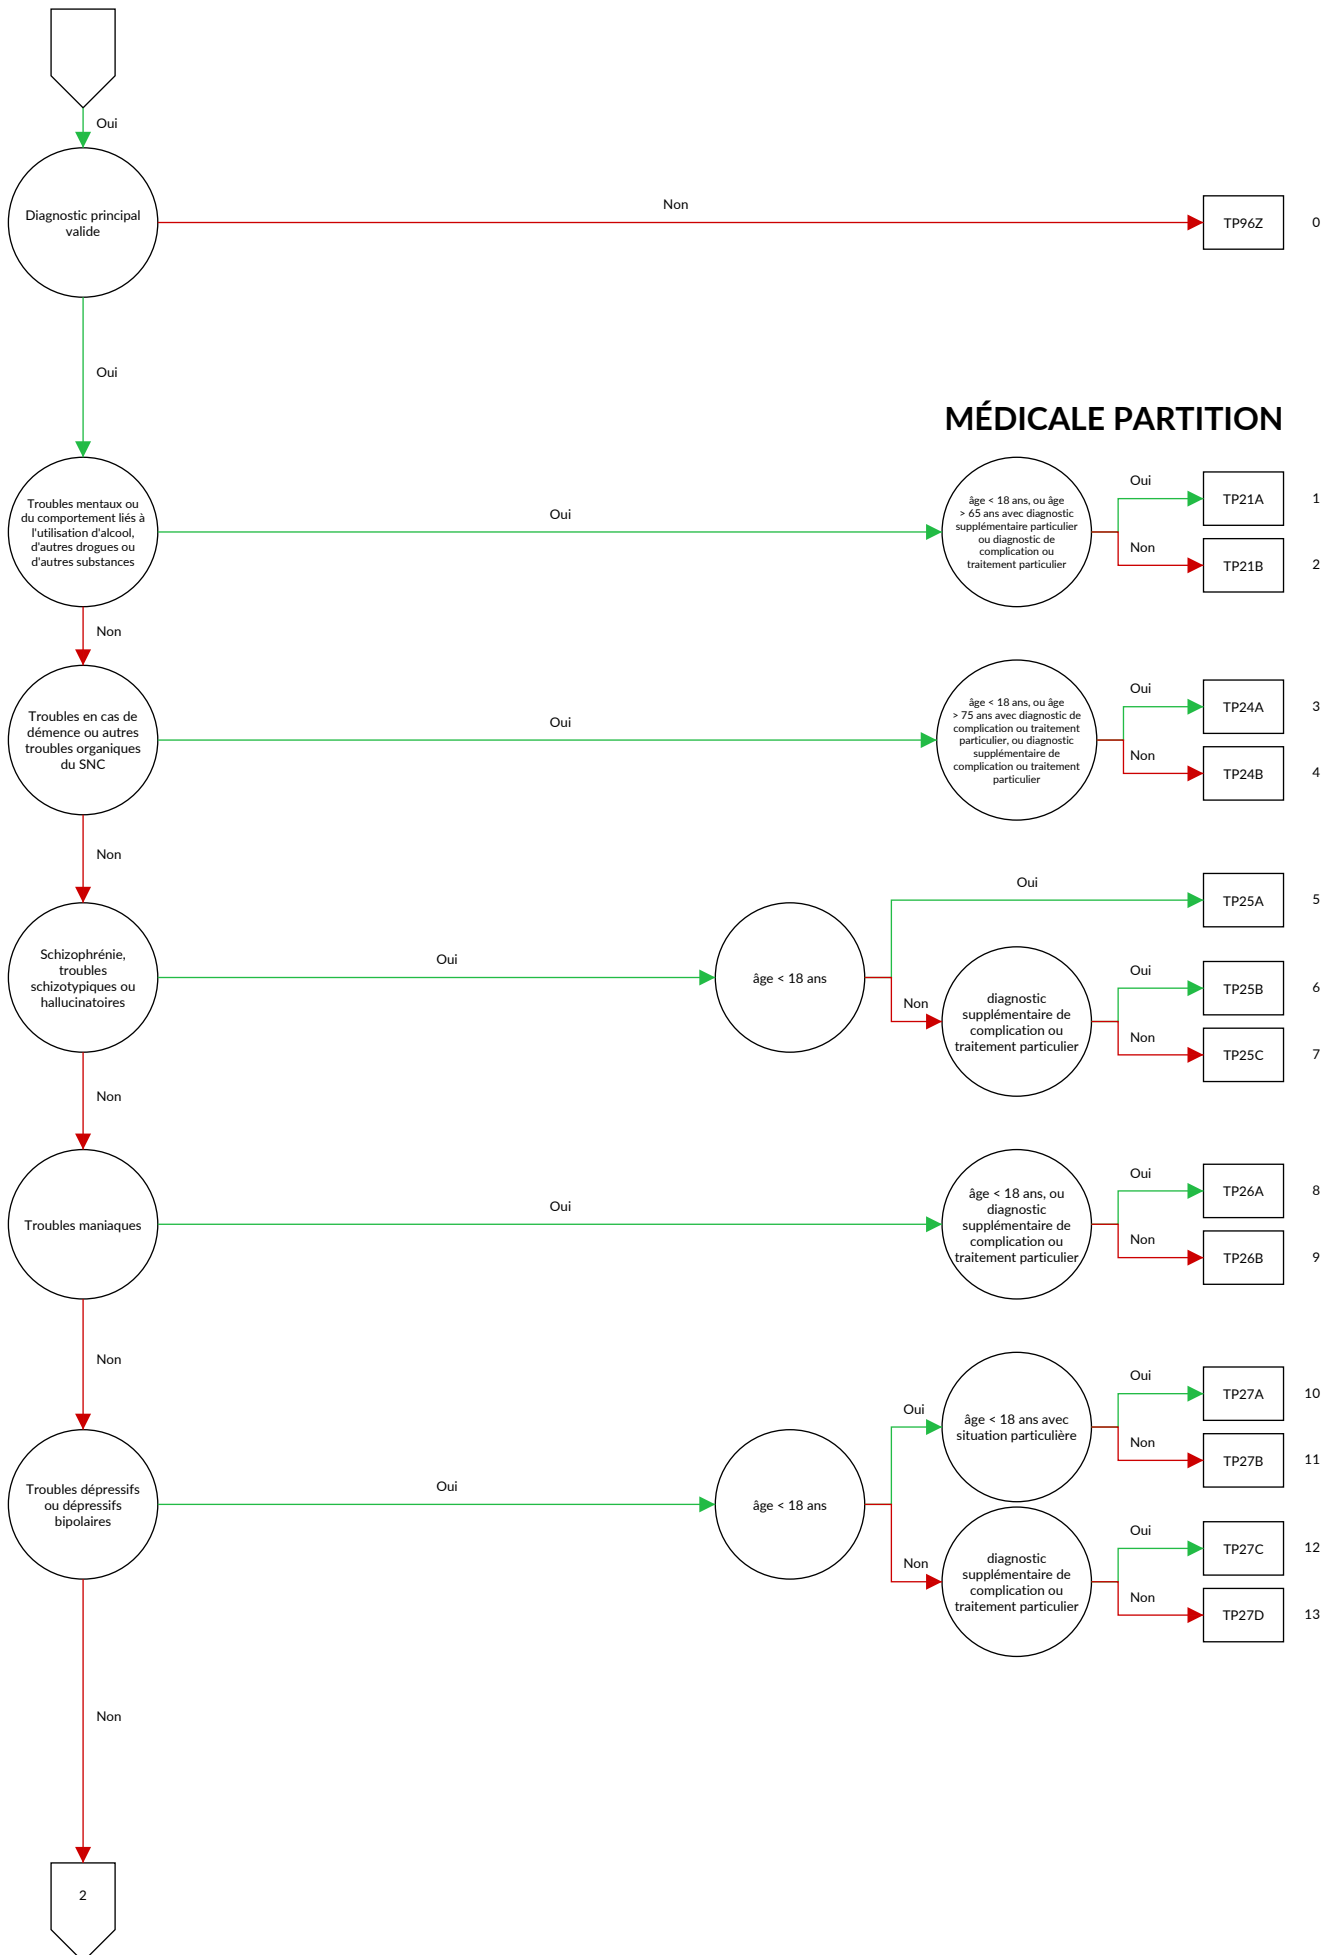 Oui
Diagnostic principal
valide
Non
TP96Z
0
Oui
MÉDICALE PARTITION
Troubles mentaux ou
du comportement liés à
l'utilisation d'alcool,
d'autres drogues ou
d'autres substances
Oui
âge < 18 ans, ou âge
> 65 ans avec diagnostic
supplémentaire particulier
ou diagnostic de
complication ou
traitement particulier
Oui
TP21A
1
Non
TP21B
2
Non
Troubles en cas de
démence ou autres
troubles organiques
du SNC
Oui
âge < 18 ans, ou âge
> 75 ans avec diagnostic de
complication ou traitement
particulier, ou diagnostic
supplémentaire de
complication ou traitement
particulier
Oui
TP24A
3
Non
TP24B
4
Non
Schizophrénie,
troubles
schizotypiques ou
hallucinatoires
Oui
âge < 18 ans
Oui
TP25A
5
Non
diagnostic
supplémentaire de
complication ou
traitement particulier
Oui
TP25B
6
Non
TP25C
7
Non
Troubles maniaques
Oui
âge < 18 ans, ou
diagnostic
supplémentaire de
complication ou
traitement particulier
Oui
TP26A
8
Non
TP26B
9
Non
Troubles dépressifs
ou dépressifs
bipolaires
Oui
âge < 18 ans
Oui
âge < 18 ans avec
situation particulière
Oui
TP27A
10
Non
TP27B
11
Non
diagnostic
supplémentaire de
complication ou
traitement particulier
Oui
TP27C
12
Non
TP27D
13
Non
2